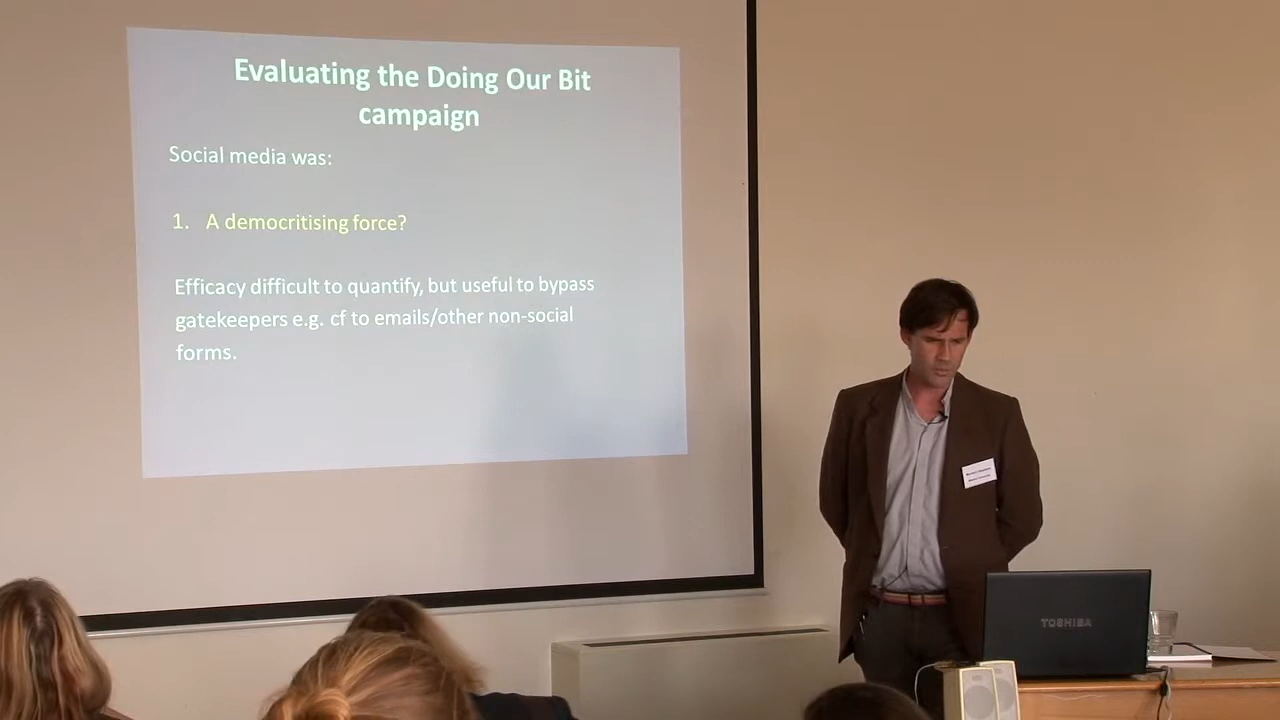 Evaluating the Doing Our Bit
campaign
Social media was:
1. A democritising force?
Efficacy difficult to quantify, but useful to bypass
gatekeepers e.g. cf to emails/other non-social
forms.
TOSHIBA